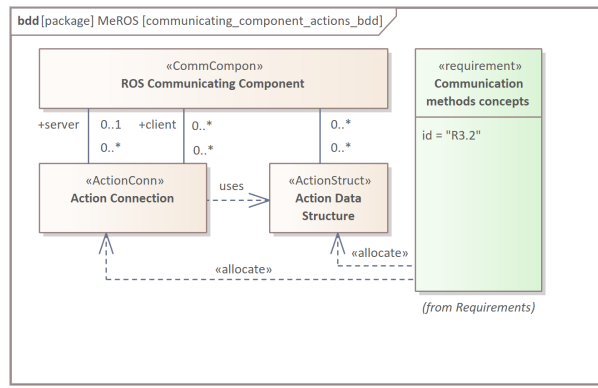 bdd [package] MeROS [communicating_component_actions_bdd]
«CommCompon»
ROS Communicating Component
«requirement»
Communication
methods concepts
id = "R3.2"
+server 0..1 +client 0..* 0..*
0..* 0..* 0..*
«ActionConn»
Action Connection
uses
«ActionStruct»
Action Data
Structure
«allocate»
«allocate»
(from Requirements)